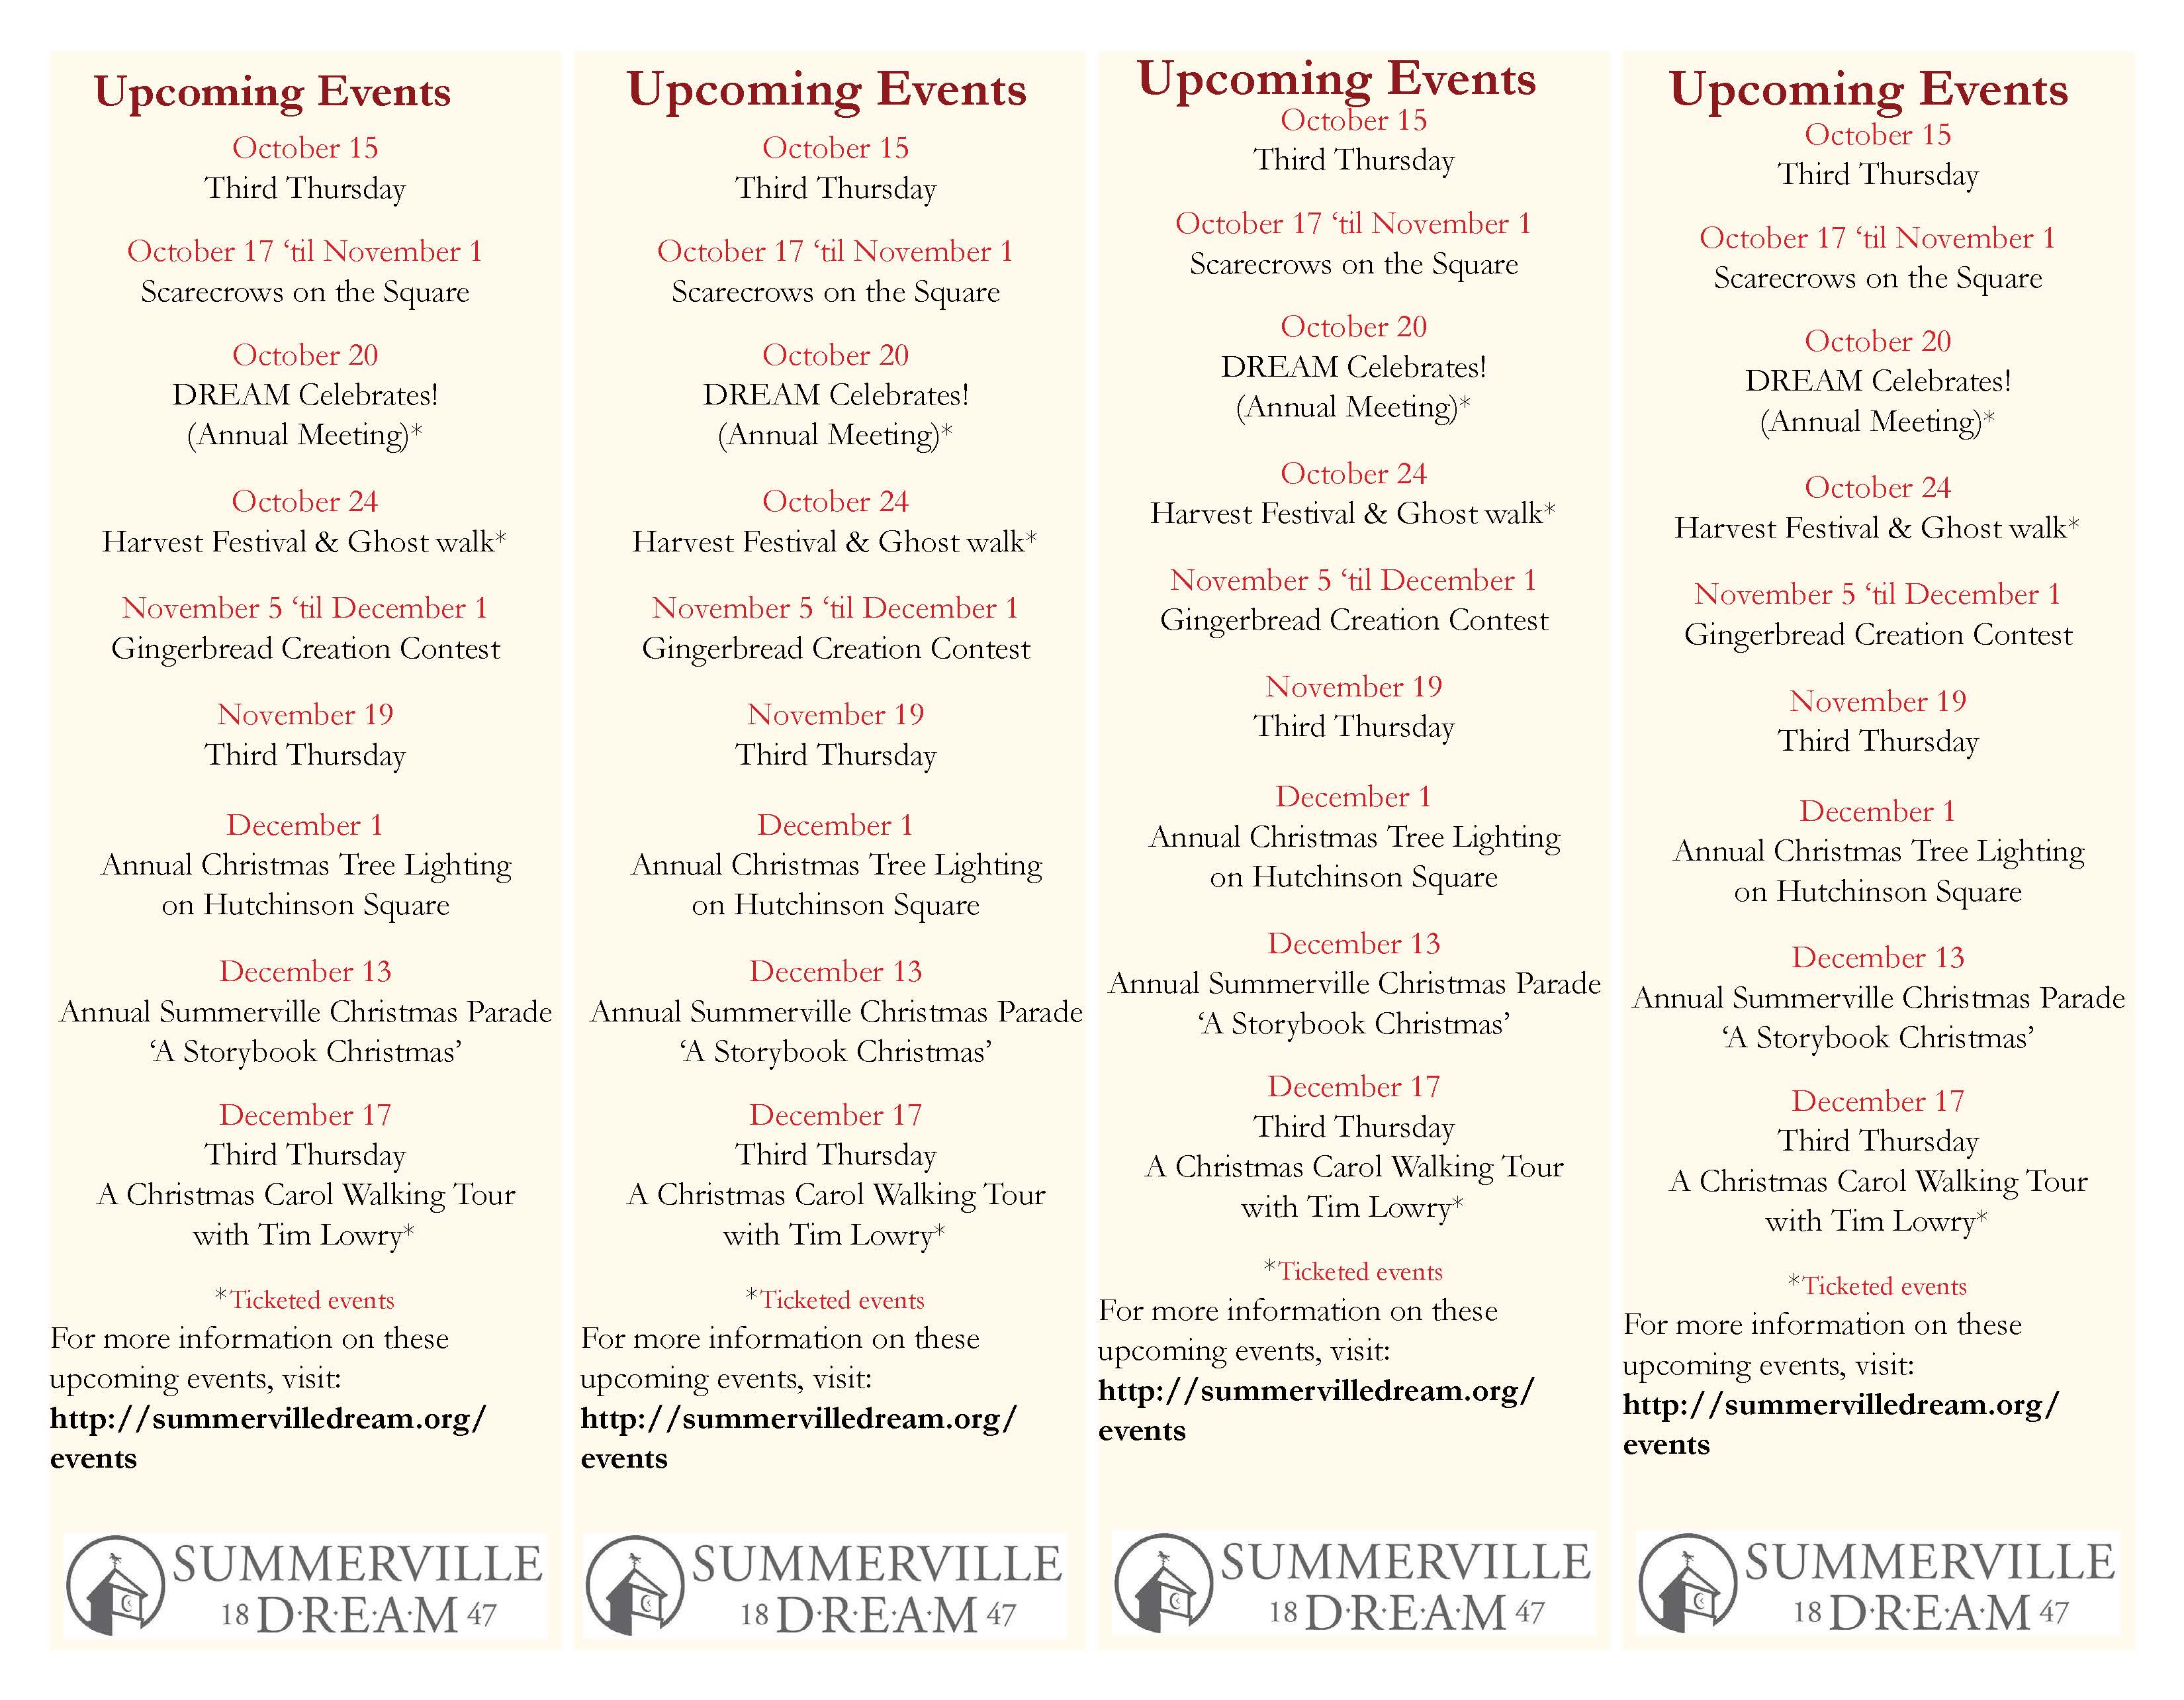 Upcoming Events
October 15
Third Thursday
October 17 ‘til November 1
Scarecrows on the Square
October 20
DREAM Celebrates!
(Annual Meeting)*
October 24
Harvest Festival & Ghost walk*
November 5 ‘til December 1
Gingerbread Creation Contest
November 19
Third Thursday
December 1
Annual Christmas Tree Lighting
on Hutchinson Square
December 13
Annual Summerville Christmas Parade
‘A Storybook Christmas’
December 17
Third Thursday
A Christmas Carol Walking Tour
with Tim Lowry*
*Ticketed events
For more information on these
upcoming events, visit:
http://summervilledream.org/
events
SUMMERVILLE
18 D·R·E·A·M 47
Upcoming Events
October 15
Third Thursday
October 17 ‘til November 1
Scarecrows on the Square
October 20
DREAM Celebrates!
(Annual Meeting)*
October 24
Harvest Festival & Ghost walk*
November 5 ‘til December 1
Gingerbread Creation Contest
November 19
Third Thursday
December 1
Annual Christmas Tree Lighting
on Hutchinson Square
December 13
Annual Summerville Christmas Parade
‘A Storybook Christmas’
December 17
Third Thursday
A Christmas Carol Walking Tour
with Tim Lowry*
*Ticketed events
For more information on these
upcoming events, visit:
http://summervilledream.org/
events
SUMMERVILLE
18 D·R·E·A·M 47
Upcoming Events
October 15
Third Thursday
October 17 ‘til November 1
Scarecrows on the Square
October 20
DREAM Celebrates!
(Annual Meeting)*
October 24
Harvest Festival & Ghost walk*
November 5 ‘til December 1
Gingerbread Creation Contest
November 19
Third Thursday
December 1
Annual Christmas Tree Lighting
on Hutchinson Square
December 13
Annual Summerville Christmas Parade
‘A Storybook Christmas’
December 17
Third Thursday
A Christmas Carol Walking Tour
with Tim Lowry*
*Ticketed events
For more information on these
upcoming events, visit:
http://summervilledream.org/
events
SUMMERVILLE
18 D·R·E·A·M 47
Upcoming Events
October 15
Third Thursday
October 17 ‘til November 1
Scarecrows on the Square
October 20
DREAM Celebrates!
(Annual Meeting)*
October 24
Harvest Festival & Ghost walk*
November 5 ‘til December 1
Gingerbread Creation Contest
November 19
Third Thursday
December 1
Annual Christmas Tree Lighting
on Hutchinson Square
December 13
Annual Summerville Christmas Parade
‘A Storybook Christmas’
December 17
Third Thursday
A Christmas Carol Walking Tour
with Tim Lowry*
*Ticketed events
For more information on these
upcoming events, visit:
http://summervilledream.org/
events
SUMMERVILLE
18 D·R·E·A·M 47